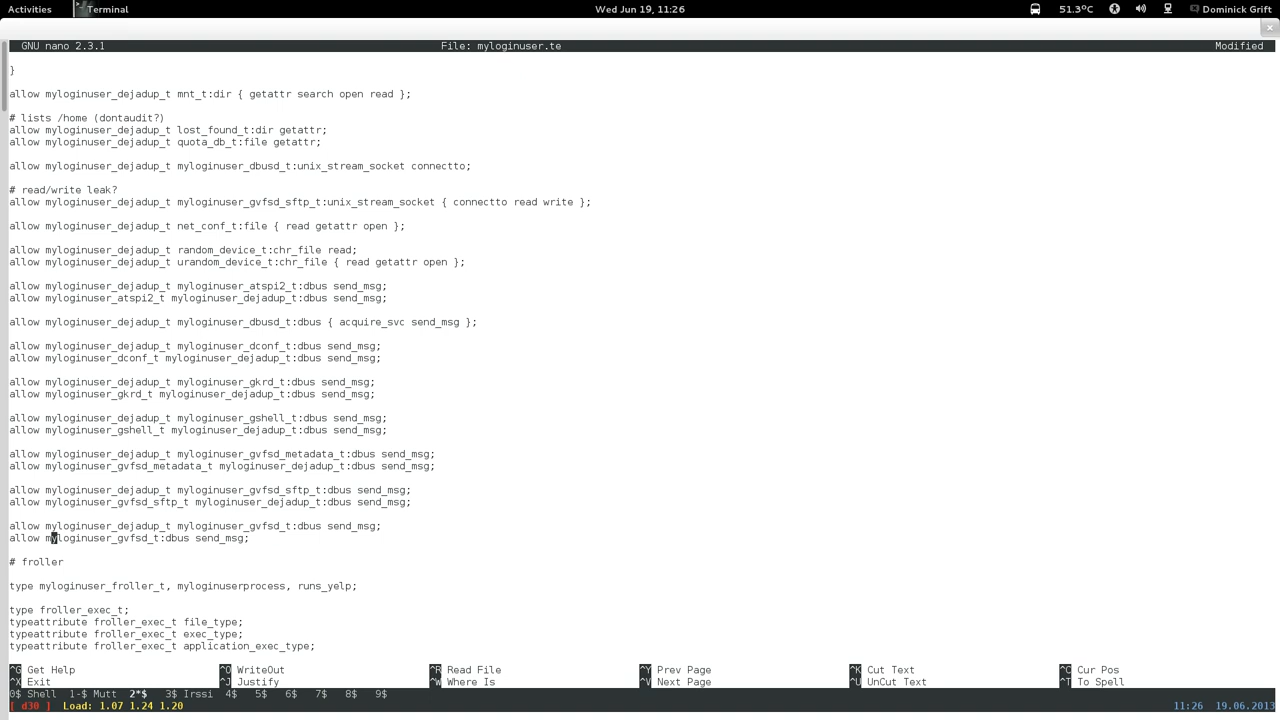 Activities Terminal Wed Jun 19, 11:26 51.3°C Dominick Grift
GNU nano 2.3.1 File: myloginuser.te Modified
}
allow myloginuser_dejadup_t mnt_t:dir { getattr search open read };
# lists /home (dontaudit?)
allow myloginuser_dejadup_t lost_found_t:dir getattr;
allow myloginuser_dejadup_t quota_db_t:file getattr;
allow myloginuser_dejadup_t myloginuser_dbusd_t:unix_stream_socket connectto;
# read/write leak?
allow myloginuser_dejadup_t myloginuser_gvfsd_sftp_t:unix_stream_socket { connectto read write };
allow myloginuser_dejadup_t net_conf_t:file { read getattr open };
allow myloginuser_dejadup_t random_device_t:chr_file read;
allow myloginuser_dejadup_t urandom_device_t:chr_file { read getattr open };
allow myloginuser_dejadup_t myloginuser_atspi2_t:dbus send_msg;
allow myloginuser_atspi2_t myloginuser_dejadup_t:dbus send_msg;
allow myloginuser_dejadup_t myloginuser_dbusd_t:dbus { acquire_svc send_msg };
allow myloginuser_dejadup_t myloginuser_dconf_t:dbus send_msg;
allow myloginuser_dconf_t myloginuser_dejadup_t:dbus send_msg;
allow myloginuser_dejadup_t myloginuser_gkrd_t:dbus send_msg;
allow myloginuser_gkrd_t myloginuser_dejadup_t:dbus send_msg;
allow myloginuser_dejadup_t myloginuser_gshell_t:dbus send_msg;
allow myloginuser_gshell_t myloginuser_dejadup_t:dbus send_msg;
allow myloginuser_dejadup_t myloginuser_gvfsd_metadata_t:dbus send_msg;
allow myloginuser_gvfsd_metadata_t myloginuser_dejadup_t:dbus send_msg;
allow myloginuser_dejadup_t myloginuser_gvfsd_sftp_t:dbus send_msg;
allow myloginuser_gvfsd_sftp_t myloginuser_dejadup_t:dbus send_msg;
allow myloginuser_dejadup_t myloginuser_gvfsd_t:dbus send_msg;
allow myloginuser_gvfsd_t:dbus send_msg;
# froller
type myloginuser_froller_t, myloginuserprocess, runs_yelp;
type froller_exec_t;
typeattribute froller_exec_t file_type;
typeattribute froller_exec_t exec_type;
typeattribute froller_exec_t application_exec_type;
^G Get Help ^O WriteOut ^R Read File ^Y Prev Page ^K Cut Text ^C Cur Pos
^X Exit ^J Justify ^W Where Is ^V Next Page ^U UnCut Text ^T To Spell
0$ Shell 1-$ Mutt 2*$ 3$ Irssi 4$ 5$ 6$ 7$ 8$ 9$
[ d30 ] Load: 1.07 1.24 1.20 11:26 19.06.2013